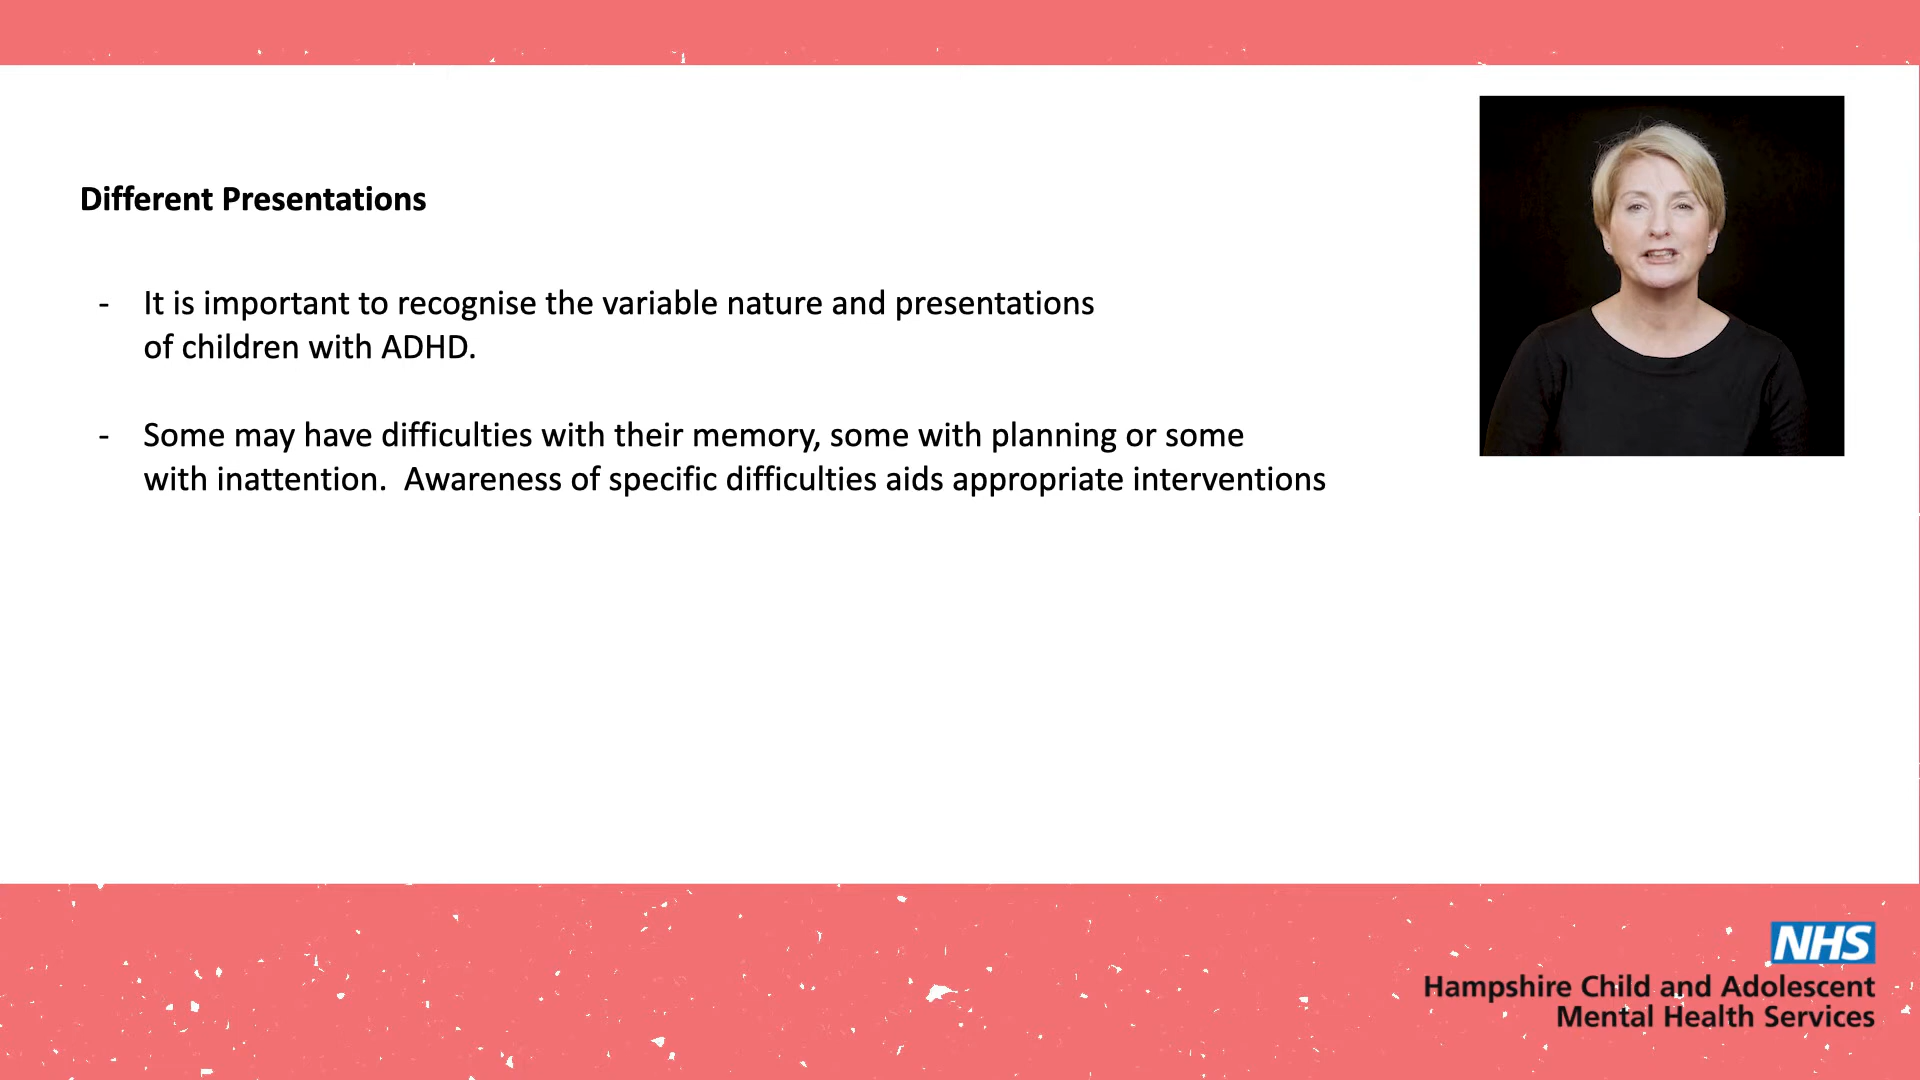 Different Presentations
- It is important to recognise the variable nature and presentations
of children with ADHD.
- Some may have difficulties with their memory, some with planning or some
with inattention.  Awareness of specific difficulties aids appropriate interventions
NHS
Hampshire Child and Adolescent
Mental Health Services